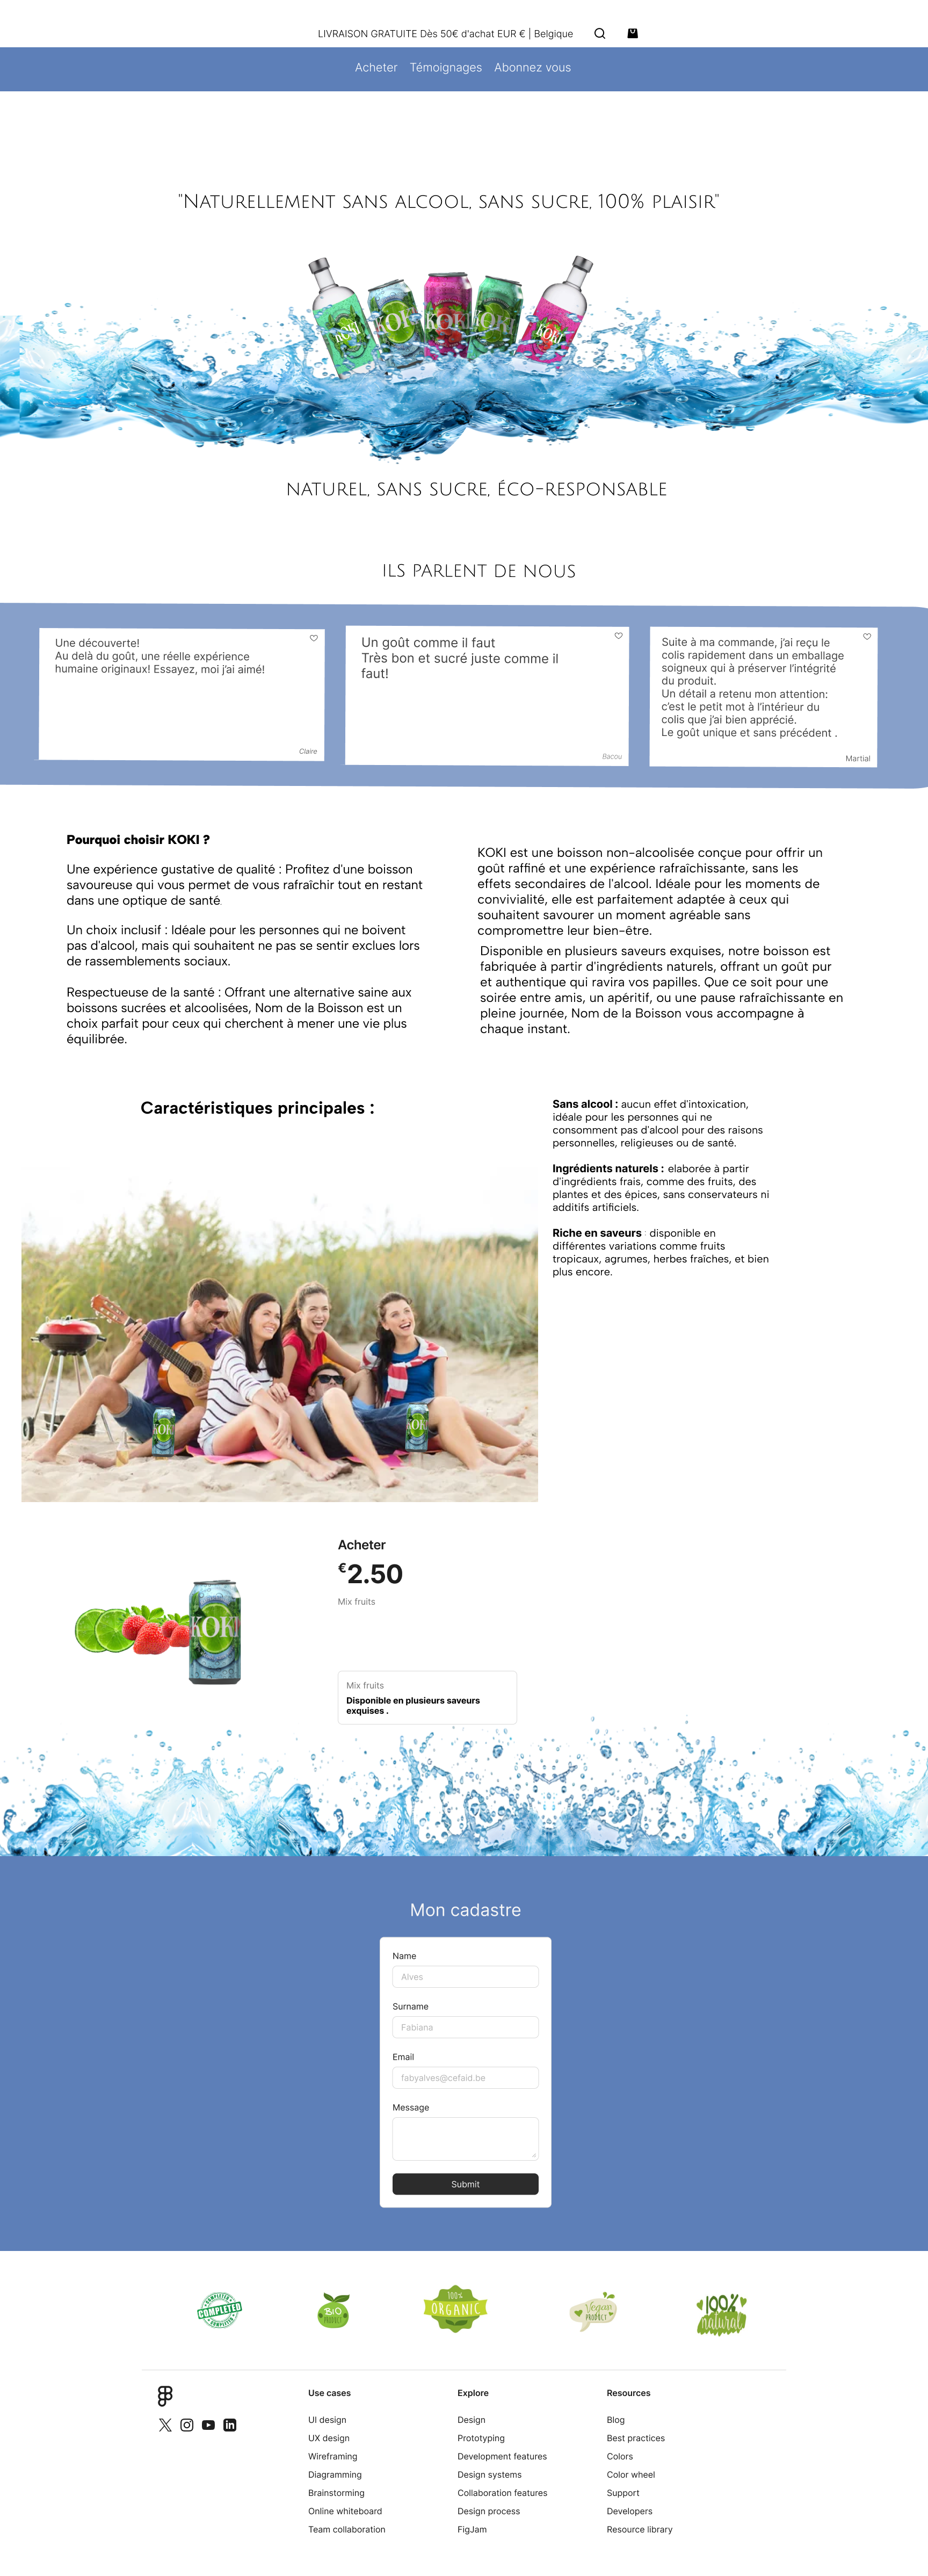 LIVRAISON GRATUITE Dès 50€ d'achat EUR € | Belgique
Acheter Témoignages Abonnez vous
"Naturellement sans alcool, sans sucre, 100% plaisir"
KOKI KOKI KOKI KOKI KOKI
NATUREL, SANS SUCRE, ÉCO-RESPONSABLE
ILS PARLENT DE NOUS
Une découverte!
Au delà du goût, une réelle expérience
humaine originaux! Essayez, moi j'ai aimé!
Claire
Un goût comme il faut
Très bon et sucré juste comme il
faut!
Bacou
Suite à ma commande, j'ai reçu le
colis rapidement dans un emballage
soigneux qui à préserver l'intégrité
du produit.
Un détail a retenu mon attention:
c'est le petit mot à l'intérieur du
colis que j'ai bien apprécié.
Le goût unique et sans précédent .
Martial
Pourquoi choisir KOKI ?
Une expérience gustative de qualité : Profitez d'une boisson
savoureuse qui vous permet de vous rafraîchir tout en restant
dans une optique de santé
Un choix inclusif : Idéale pour les personnes qui ne boivent
pas d'alcool, mais qui souhaitent ne pas se sentir exclues lors
de rassemblements sociaux.
Respectueuse de la santé : Offrant une alternative saine aux
boissons sucrées et alcoolisées, Nom de la Boisson est un
choix parfait pour ceux qui cherchent à mener une vie plus
équilibrée.
KOKI est une boisson non-alcoolisée conçue pour offrir un
goût raffiné et une expérience rafraîchissante, sans les
effets secondaires de l'alcool. Idéale pour les moments de
convivialité, elle est parfaitement adaptée à ceux qui
souhaitent savourer un moment agréable sans
compromettre leur bien-être.
Disponible en plusieurs saveurs exquises, notre boisson est
fabriquée à partir d'ingrédients naturels, offrant un goût pur
et authentique qui ravira vos papilles. Que ce soit pour une
soirée entre amis, un apéritif, ou une pause rafraîchissante en
pleine journée, Nom de la Boisson vous accompagne à
chaque instant.
Caractéristiques principales :
Sans alcool : aucun effet d'intoxication,
idéale pour les personnes qui ne
consomment pas d'alcool pour des raisons
personnelles, religieuses ou de santé.
Ingrédients naturels : elaborée à partir
d'ingrédients frais, comme des fruits, des
plantes et des épices, sans conservateurs ni
additifs artificiels.
Riche en saveurs : disponible en
différentes variations comme fruits
tropicaux, agrumes, herbes fraîches, et bien
plus encore.
KOKI KOKI
Acheter
€2.50
Mix fruits
KOKI
Mix fruits
Disponible en plusieurs saveurs
exquises .
Mon cadastre
Name
Alves
Surname
Fabiana
Email
fabyalves@cefaid.be
Message
Submit
COMPLETED COMPLETED COMPLETED
BIO PRODUCT
100% ORGANIC
Vegan PRODUCT
100% natural
Use cases
UI design
UX design
Wireframing
Diagramming
Brainstorming
Online whiteboard
Team collaboration
Explore
Design
Prototyping
Development features
Design systems
Collaboration features
Design process
FigJam
Resources
Blog
Best practices
Colors
Color wheel
Support
Developers
Resource library